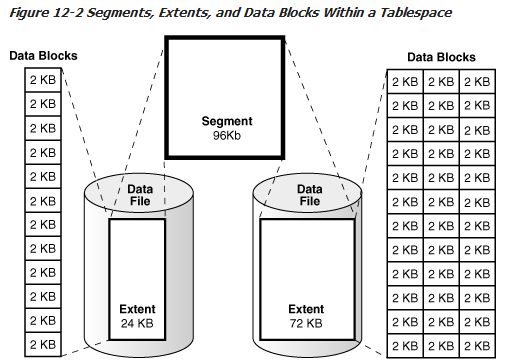 Figure 12-2 Segments, Extents, and Data Blocks Within a Tablespace
Data Blocks
2 KB
2 KB
2 KB
2 KB
2 KB
2 KB
2 KB
2 KB
2 KB
2 KB
2 KB
2 KB
Segment
96Kb
Data
File
Extent
24 KB
Data
File
Extent
72 KB
Data Blocks
2 KB 2 KB 2 KB
2 KB 2 KB 2 KB
2 KB 2 KB 2 KB
2 KB 2 KB 2 KB
2 KB 2 KB 2 KB
2 KB 2 KB 2 KB
2 KB 2 KB 2 KB
2 KB 2 KB 2 KB
2 KB 2 KB 2 KB
2 KB 2 KB 2 KB
2 KB 2 KB 2 KB
2 KB 2 KB 2 KB